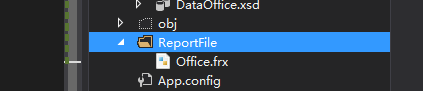 DataOffice.xsd
obj
ReportFile
Office.frx
App.config